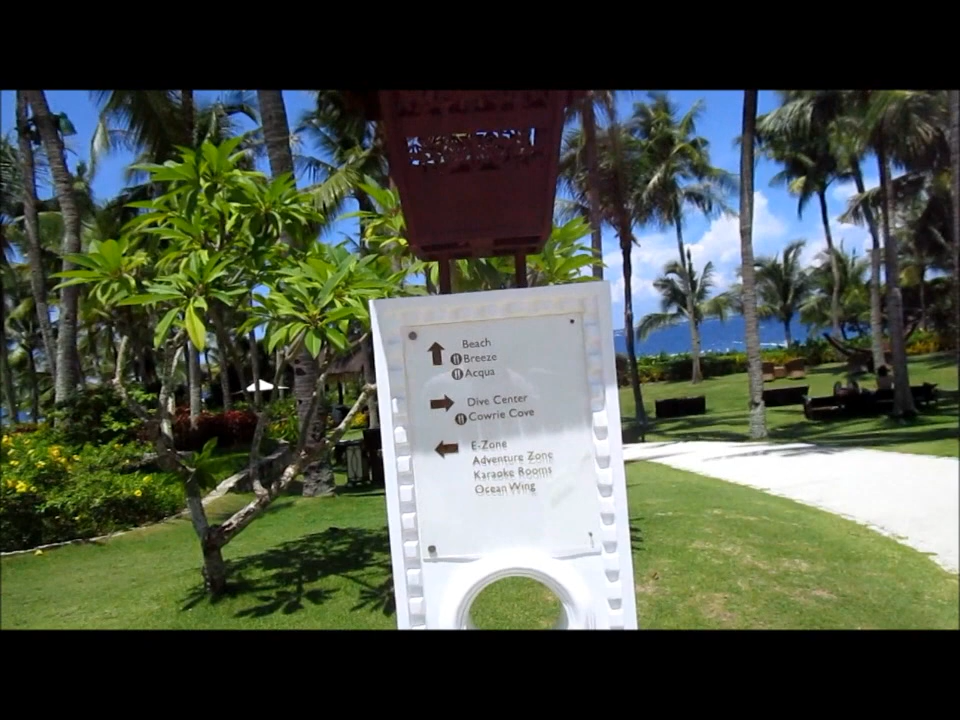 Beach
Breeze
Acqua
Dive Center
Cowrie Cove
E-Zone
Adventure Zone
Karaoke Rooms
Ocean Wing